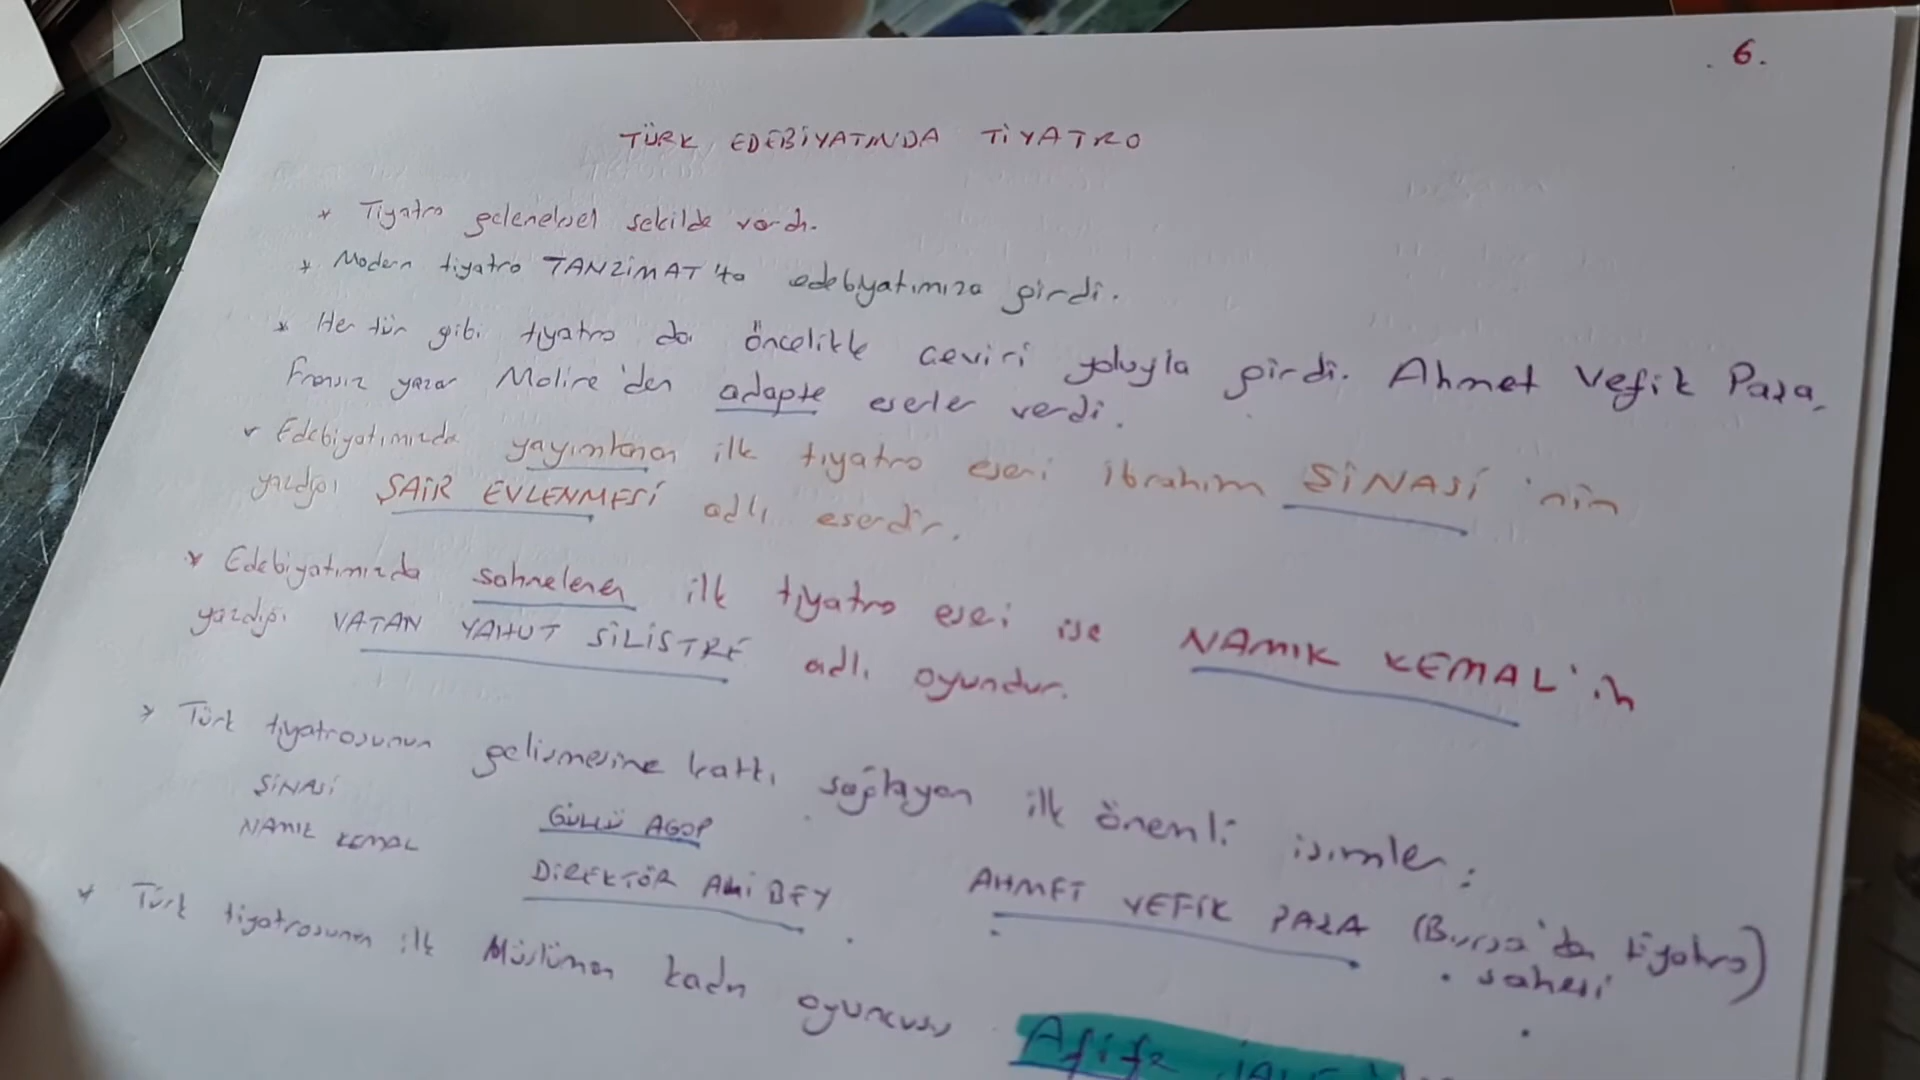 6.
TÜRK EDEBİYATINDA TİYATRO
* Tiyatro geleneksel şekilde vardı.
* Modern tiyatro TANZİMAT'ta edebiyatımıza girdi.
* Her tür gibi tiyatro da öncelikle çeviri yoluyla girdi. Ahmet Vefik Paşa,
Fransız yazar Molire'den adapte eserler verdi.
* Edebiyatımızda yayımlanan ilk tiyatro eseri İbrahim ŞİNASİ'nin
yazdığı ŞAİR EVLENMESİ adlı eserdir.
* Edebiyatımızda sahnelenen ilk tiyatro eseri ise NAMIK KEMAL'in
yazdığı VATAN YAHUT SİLİSTRE adlı oyundur.
* Türk tiyatrosunun gelişmesine katkı sağlayan ilk önemli isimler:
ŞİNASİ
NAMIK KEMAL
GÜLLÜ AGOP
DİREKTÖR ALİ BEY
AHMET VEFİK PAŞA (Bursa'da tiyatro)
sahnesi
* Türk tiyatrosunun ilk Müslüman kadın oyuncusu Afife